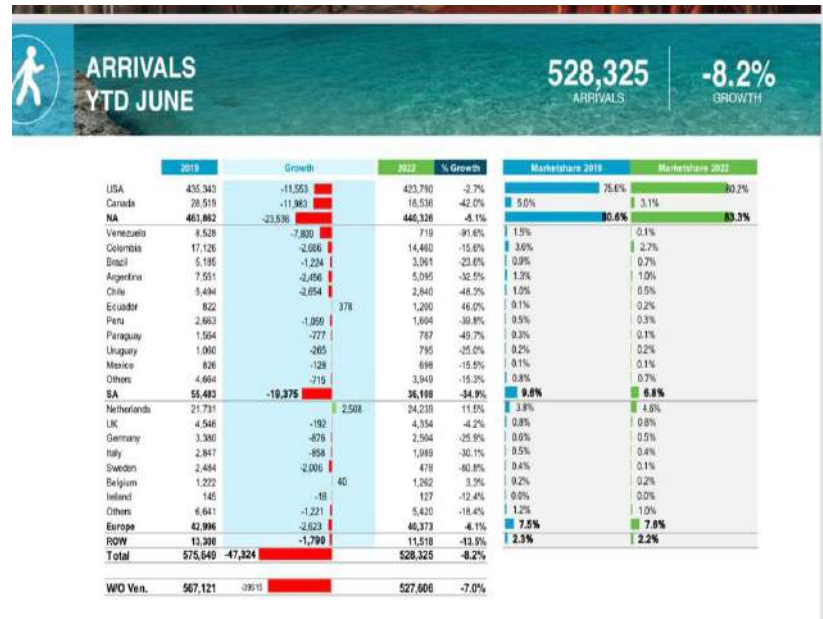 ARRIVALS
YTD JUNE
528,325
ARRIVALS
-8.2%
GROWTH
2019 Growth 2022 % Growth Marketshare 2019 Marketshare 2022
USA 435,343 -11,553 423,790 -2.7% 75.6% 80.2%
Canada 28,519 -11,983 16,536 -42.0% 5.0% 3.1%
NA 463,862 -23,536 440,326 -5.1% 80.6% 83.3%
Venezuela 8,528 -7,809 719 -91.6% 1.5% 0.1%
Colombia 17,126 -2,666 14,460 -15.6% 3.0% 2.7%
Brazil 5,185 -1,224 3,961 -23.6% 0.9% 0.7%
Argentina 7,551 -2,456 5,095 -32.5% 1.3% 1.0%
Chile 5,494 -2,654 2,840 -48.3% 1.0% 0.5%
Ecuador 822 378 1,200 46.0% 0.1% 0.2%
Peru 2,663 -1,059 1,604 -39.8% 0.5% 0.3%
Paraguay 1,564 -777 787 -49.7% 0.3% 0.1%
Uruguay 1,060 -265 795 -25.0% 0.2% 0.2%
Mexico 826 -128 698 -15.5% 0.1% 0.1%
Others 4,664 -715 3,949 -15.3% 0.8% 0.7%
SA 55,483 -19,375 36,108 -34.9% 9.6% 6.8%
Netherlands 21,731 2,508 24,239 11.5% 3.8% 4.6%
UK 4,546 -192 4,354 -4.2% 0.8% 0.8%
Germany 3,380 -876 2,504 -25.9% 0.6% 0.5%
Italy 2,847 -858 1,989 -30.1% 0.5% 0.4%
Sweden 2,484 -2,006 478 -80.8% 0.4% 0.1%
Belgium 1,222 40 1,262 3.3% 0.2% 0.2%
Ireland 145 -18 127 -12.4% 0.0% 0.0%
Others 6,641 -1,221 5,420 -18.4% 1.2% 1.0%
Europe 42,996 -2,623 40,373 -6.1% 7.5% 7.6%
ROW 13,308 -1,790 11,518 -13.5% 2.3% 2.2%
Total 575,649 -47,324 528,325 -8.2%
W/O Ven. 567,121 -39515 527,606 -7.0%